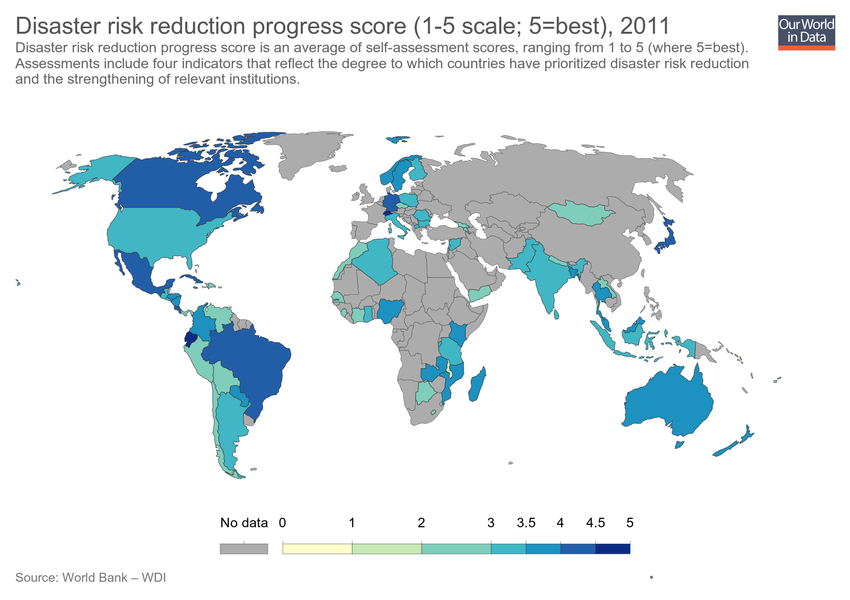 Disaster risk reduction progress score (1-5 scale; 5=best), 2011
Our World
in Data
Disaster risk reduction progress score is an average of self-assessment scores, ranging from 1 to 5 (where 5=best).
Assessments include four indicators that reflect the degree to which countries have prioritized disaster risk reduction
and the strengthening of relevant institutions.
No data 0 1 2 3 3.5 4 4.5 5
Source: World Bank – WDI